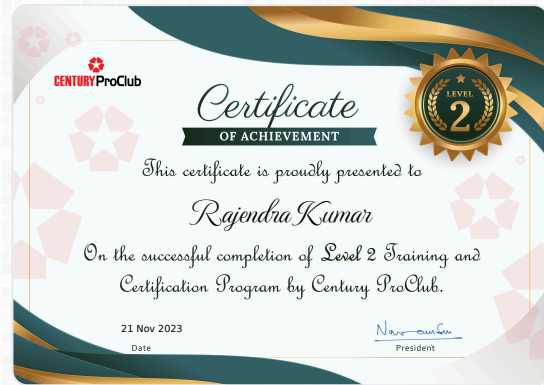 CENTURY ProClub
LEVEL
2
Certificate
OF ACHIEVEMENT
This certificate is proudly presented to
Rajendra Kumar
On the successful completion of Level 2 Training and
Certification Program by Century ProClub.
21 Nov 2023
Date
President